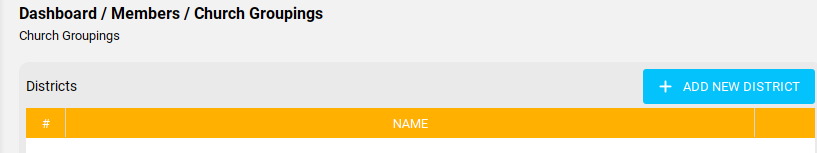 Dashboard / Members / Church Groupings
Church Groupings
Districts
+ ADD NEW DISTRICT
# NAME